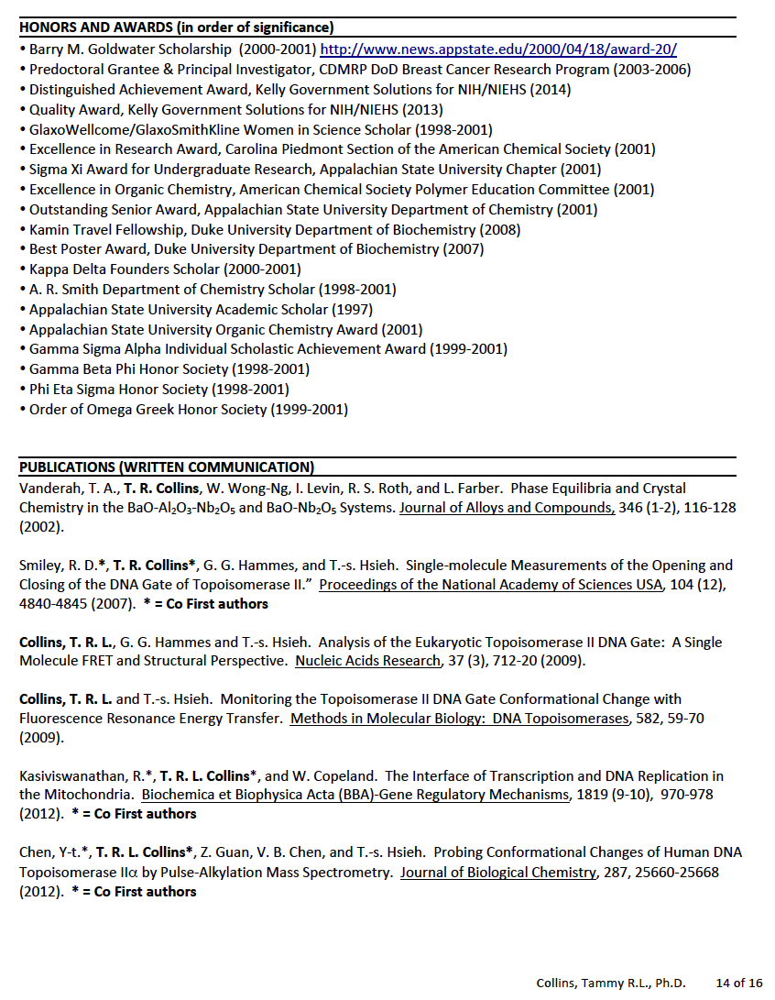 HONORS AND AWARDS (in order of significance)
• Barry M. Goldwater Scholarship (2000-2001) http://www.news.appstate.edu/2000/04/18/award-20/
• Predoctoral Grantee & Principal Investigator, CDMRP DoD Breast Cancer Research Program (2003-2006)
• Distinguished Achievement Award, Kelly Government Solutions for NIH/NIEHS (2014)
• Quality Award, Kelly Government Solutions for NIH/NIEHS (2013)
• GlaxoWellcome/GlaxoSmithKline Women in Science Scholar (1998-2001)
• Excellence in Research Award, Carolina Piedmont Section of the American Chemical Society (2001)
• Sigma Xi Award for Undergraduate Research, Appalachian State University Chapter (2001)
• Excellence in Organic Chemistry, American Chemical Society Polymer Education Committee (2001)
• Outstanding Senior Award, Appalachian State University Department of Chemistry (2001)
• Kamin Travel Fellowship, Duke University Department of Biochemistry (2008)
• Best Poster Award, Duke University Department of Biochemistry (2007)
• Kappa Delta Founders Scholar (2000-2001)
• A. R. Smith Department of Chemistry Scholar (1998-2001)
• Appalachian State University Academic Scholar (1997)
• Appalachian State University Organic Chemistry Award (2001)
• Gamma Sigma Alpha Individual Scholastic Achievement Award (1999-2001)
• Gamma Beta Phi Honor Society (1998-2001)
• Phi Eta Sigma Honor Society (1998-2001)
• Order of Omega Greek Honor Society (1999-2001)
PUBLICATIONS (WRITTEN COMMUNICATION)
Vanderah, T. A., T. R. Collins, W. Wong-Ng, I. Levin, R. S. Roth, and L. Farber. Phase Equilibria and Crystal
Chemistry in the BaO-Al₂O₃-Nb₂O₅ and BaO-Nb₂O₅ Systems. Journal of Alloys and Compounds, 346 (1-2), 116-128
(2002).
Smiley, R. D.*, T. R. Collins*, G. G. Hammes, and T.-s. Hsieh. Single-molecule Measurements of the Opening and
Closing of the DNA Gate of Topoisomerase II.” Proceedings of the National Academy of Sciences USA, 104 (12),
4840-4845 (2007). * = Co First authors
Collins, T. R. L., G. G. Hammes and T.-s. Hsieh. Analysis of the Eukaryotic Topoisomerase II DNA Gate: A Single
Molecule FRET and Structural Perspective. Nucleic Acids Research, 37 (3), 712-20 (2009).
Collins, T. R. L. and T.-s. Hsieh. Monitoring the Topoisomerase II DNA Gate Conformational Change with
Fluorescence Resonance Energy Transfer. Methods in Molecular Biology: DNA Topoisomerases, 582, 59-70
(2009).
Kasiviswanathan, R.*, T. R. L. Collins*, and W. Copeland. The Interface of Transcription and DNA Replication in
the Mitochondria. Biochemica et Biophysica Acta (BBA)-Gene Regulatory Mechanisms, 1819 (9-10), 970-978
(2012). * = Co First authors
Chen, Y-t.*, T. R. L. Collins*, Z. Guan, V. B. Chen, and T.-s. Hsieh. Probing Conformational Changes of Human DNA
Topoisomerase IIα by Pulse-Alkylation Mass Spectrometry. Journal of Biological Chemistry, 287, 25660-25668
(2012). * = Co First authors
Collins, Tammy R.L., Ph.D. 14 of 16